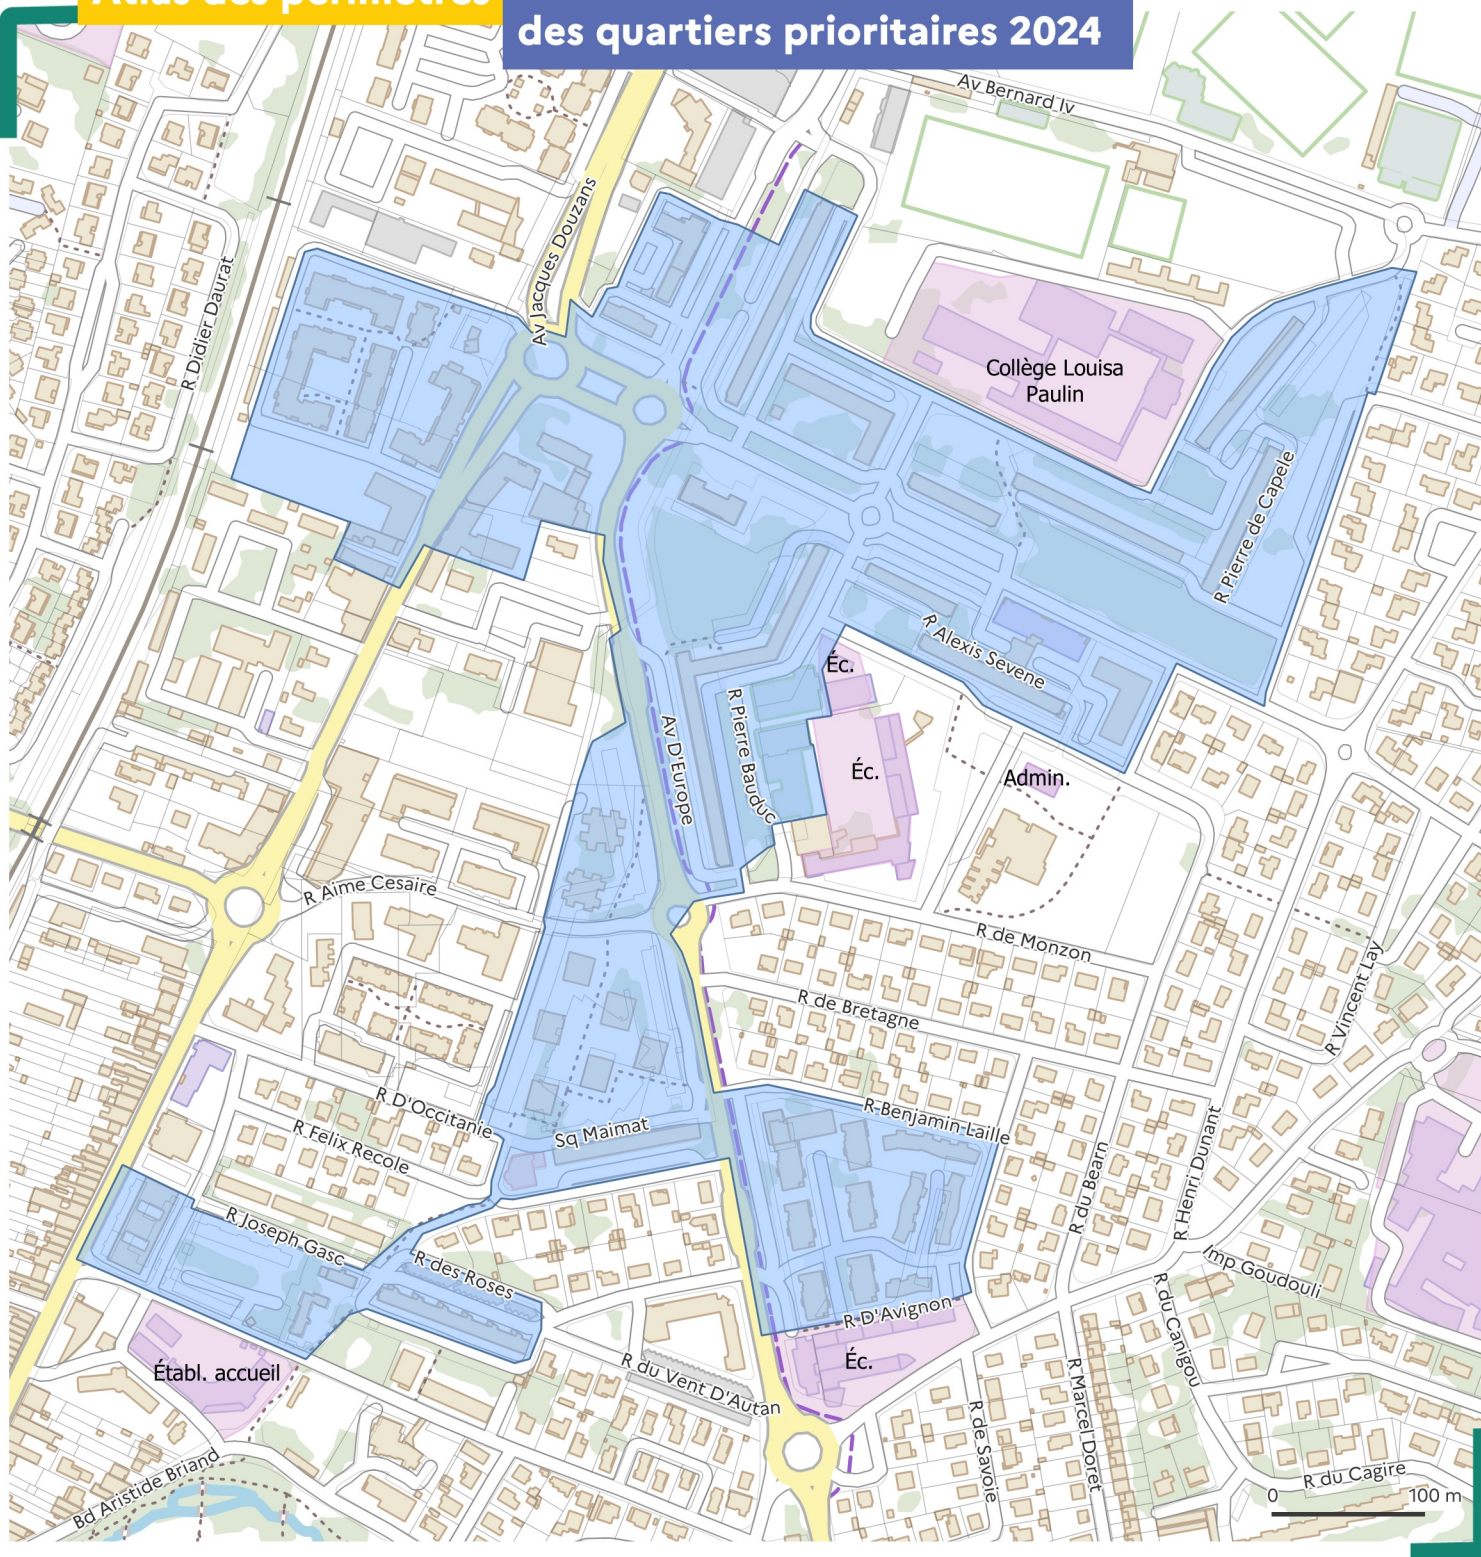 Atlas des périmètres
des quartiers prioritaires 2024
Av Bernard Iv
Av Jacques Douzans
R Didier Daurat
Collège Louisa
Paulin
R Pierre de Capele
R Alexis Sevene
Éc.
R Pierre Bauduc
Av D'Europe
Éc.
Admin.
R Aime Cesaire
R de Monzon
R Vincent Lay
R de Bretagne
R D'Occitanie
R Felix Recole
Sq Maimat
R Benjamin Laille
R du Bearn
R Henri Dunant
R Joseph Gasc
R des Roses
Imp Goudouli
R D'Avignon
R du Canigou
Éc.
Établ. accueil
R du Vent D'Autan
R Marcel Doret
R de Savoie
Bd Aristide Briand
R du Cagire
0 100 m